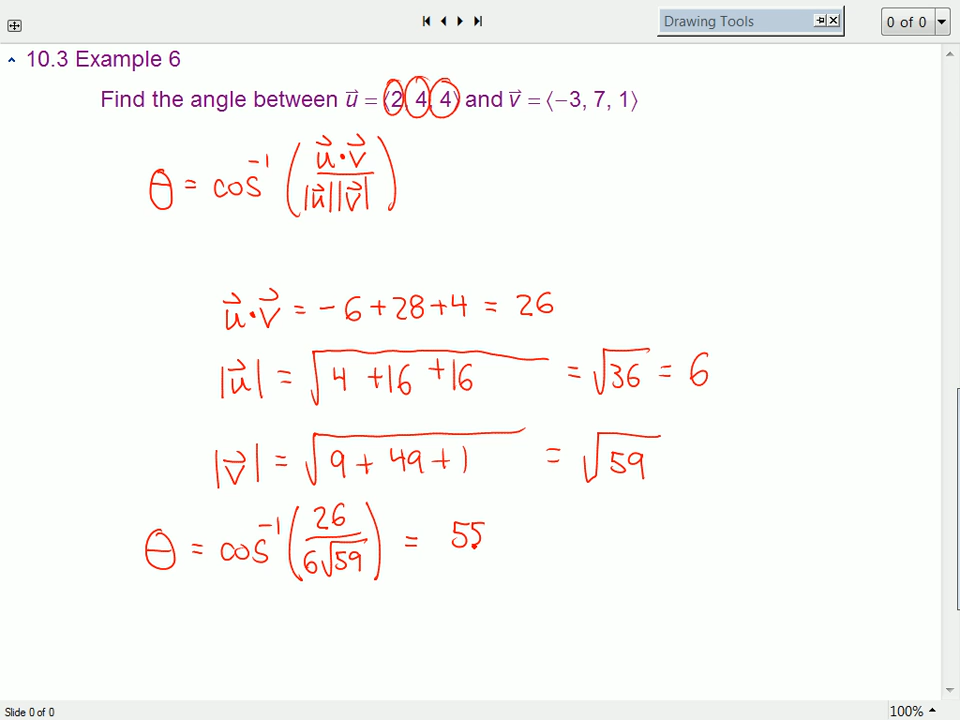 Drawing Tools
0 of 0
10.3 Example 6
Find the angle between u⃗ = ⟨2, 4, 4⟩ and v⃗ = ⟨−3, 7, 1⟩
θ = cos⁻¹ (u⃗·v⃗ / |u⃗||v⃗|)
u⃗·v⃗ = -6+28+4 = 26
|u⃗| = √(4 +16 +16) = √36 = 6
|v⃗| = √(9 + 49 + 1) = √59
θ = cos⁻¹ (26 / 6√59) = 55.
Slide 0 of 0
100%